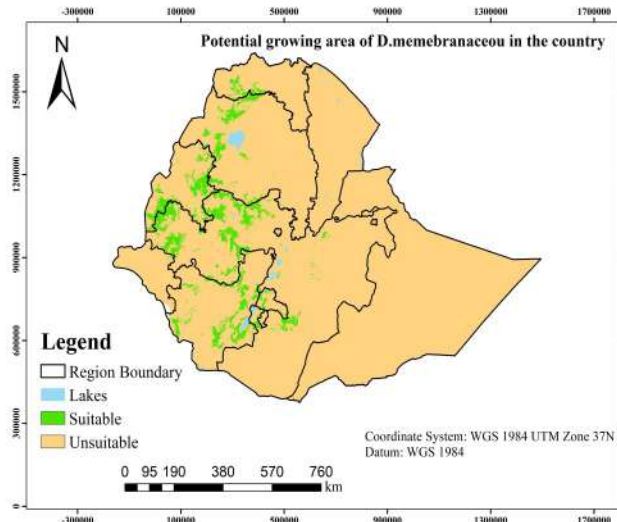 -300000 100000 500000 900000 1300000 1700000
Potential growing area of D.memebranaceou in the country
N
1500000
1200000
900000
600000
300000
0
Legend
Region Boundary
Lakes
Suitable
Unsuitable
Coordinate System: WGS 1984 UTM Zone 37N
Datum: WGS 1984
0 95 190 380 570 760
km
-300000 100000 500000 900000 1300000 1700000